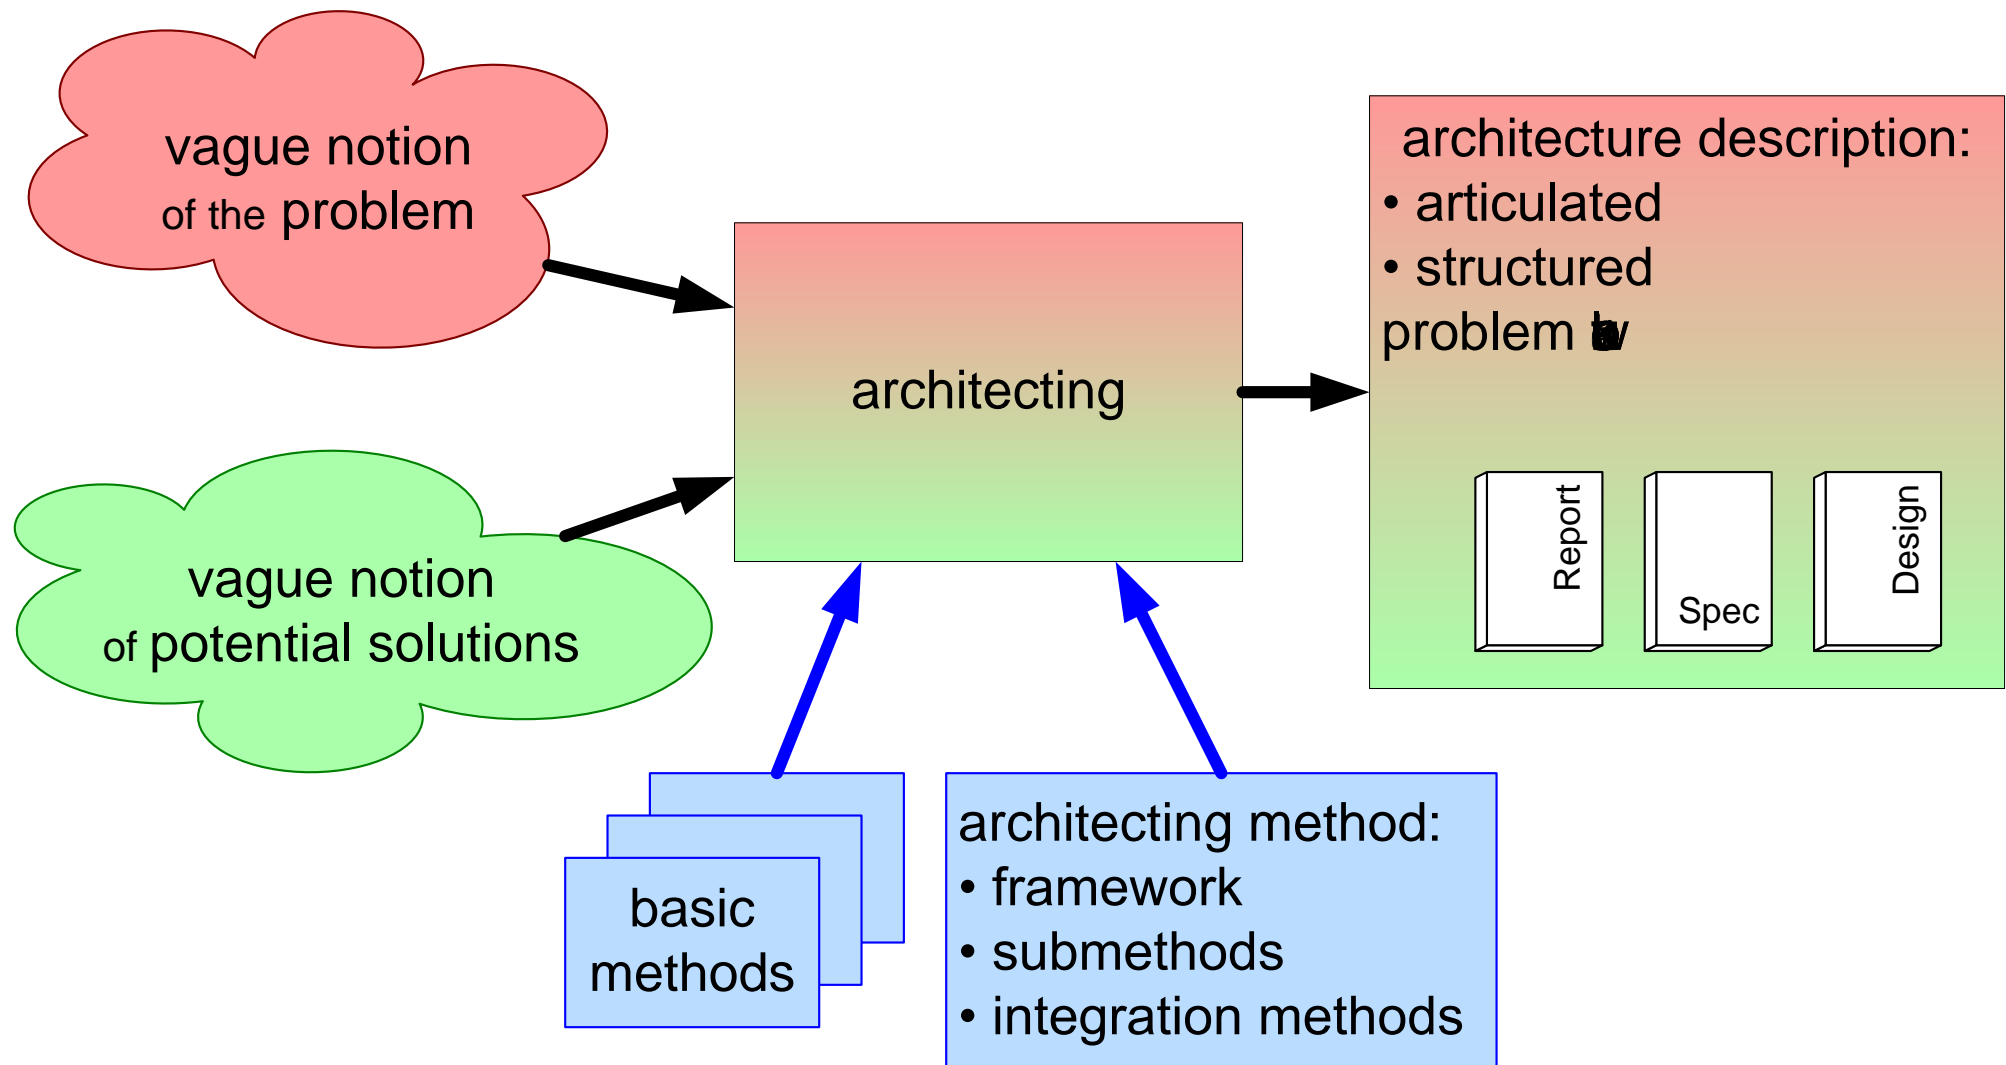 vague notion
of the problem
vague notion
of potential solutions
architecting
architecture description:
• articulated
• structured
problem
Report
Spec
Design
basic
methods
architecting method:
• framework
• submethods
• integration methods